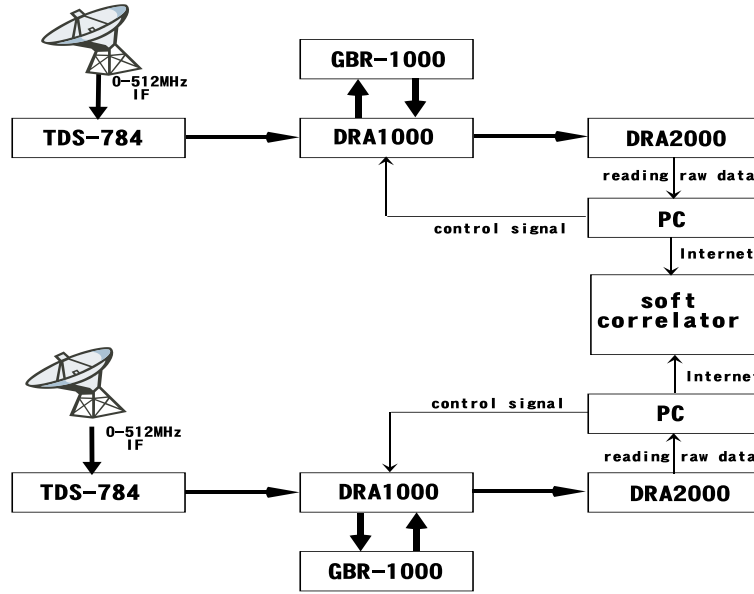 GBR-1000
0-512MHz
IF
TDS-784
DRA1000
DRA2000
reading raw data
PC
control signal
Internet
soft
correlator
Internet
control signal
PC
0-512MHz
IF
reading raw data
TDS-784
DRA1000
DRA2000
GBR-1000